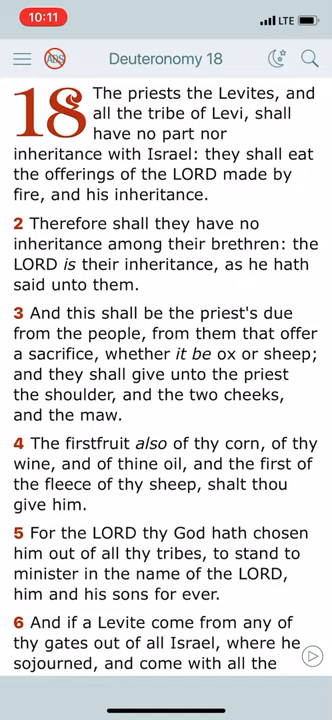 10:11
LTE
ADS
Deuteronomy 18
18 The priests the Levites, and
all the tribe of Levi, shall
have no part nor
inheritance with Israel: they shall eat
the offerings of the LORD made by
fire, and his inheritance.
2 Therefore shall they have no
inheritance among their brethren: the
LORD is their inheritance, as he hath
said unto them.
3 And this shall be the priest's due
from the people, from them that offer
a sacrifice, whether it be ox or sheep;
and they shall give unto the priest
the shoulder, and the two cheeks,
and the maw.
4 The firstfruit also of thy corn, of thy
wine, and of thine oil, and the first of
the fleece of thy sheep, shalt thou
give him.
5 For the LORD thy God hath chosen
him out of all thy tribes, to stand to
minister in the name of the LORD,
him and his sons for ever.
6 And if a Levite come from any of
thy gates out of all Israel, where he
sojourned, and come with all the